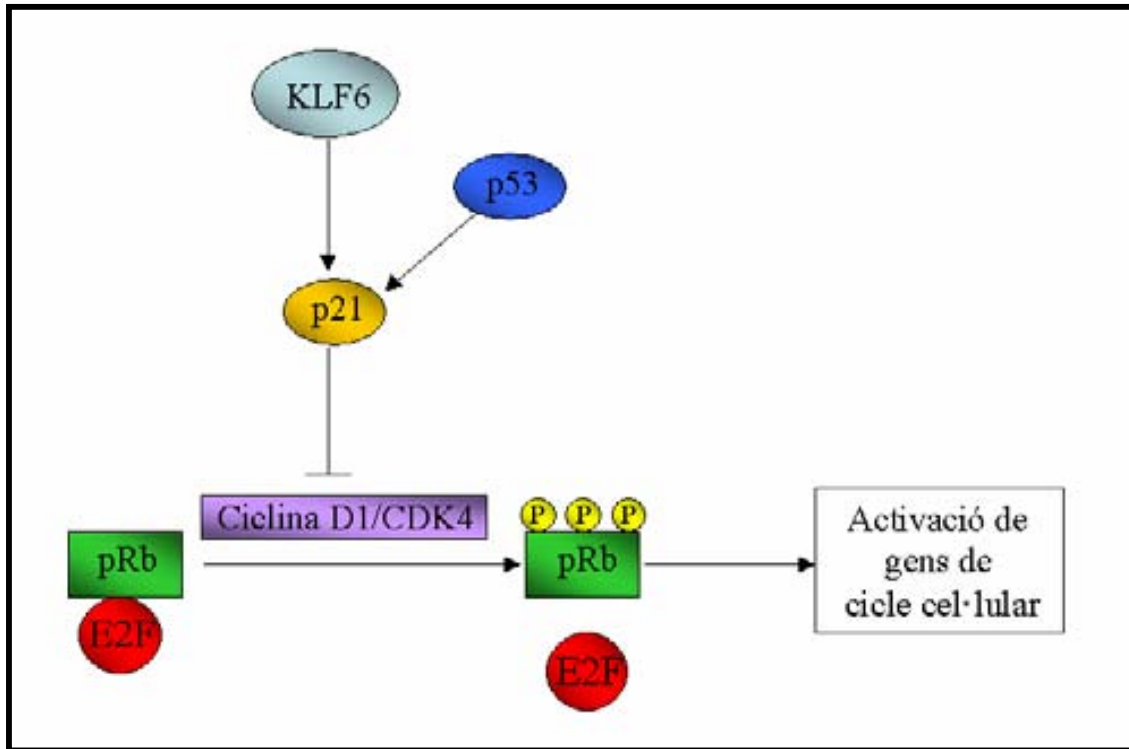 KLF6
p53
p21
Ciclina D1/CDK4
P P P
pRb
pRb
E2F
E2F
Activació de
gens de
cicle cel·lular